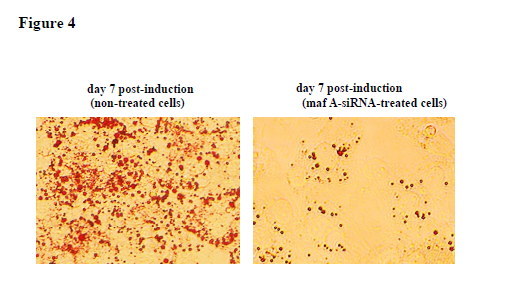 Figure 4
day 7 post-induction
(non-treated cells)
day 7 post-induction
(maf A-siRNA-treated cells)